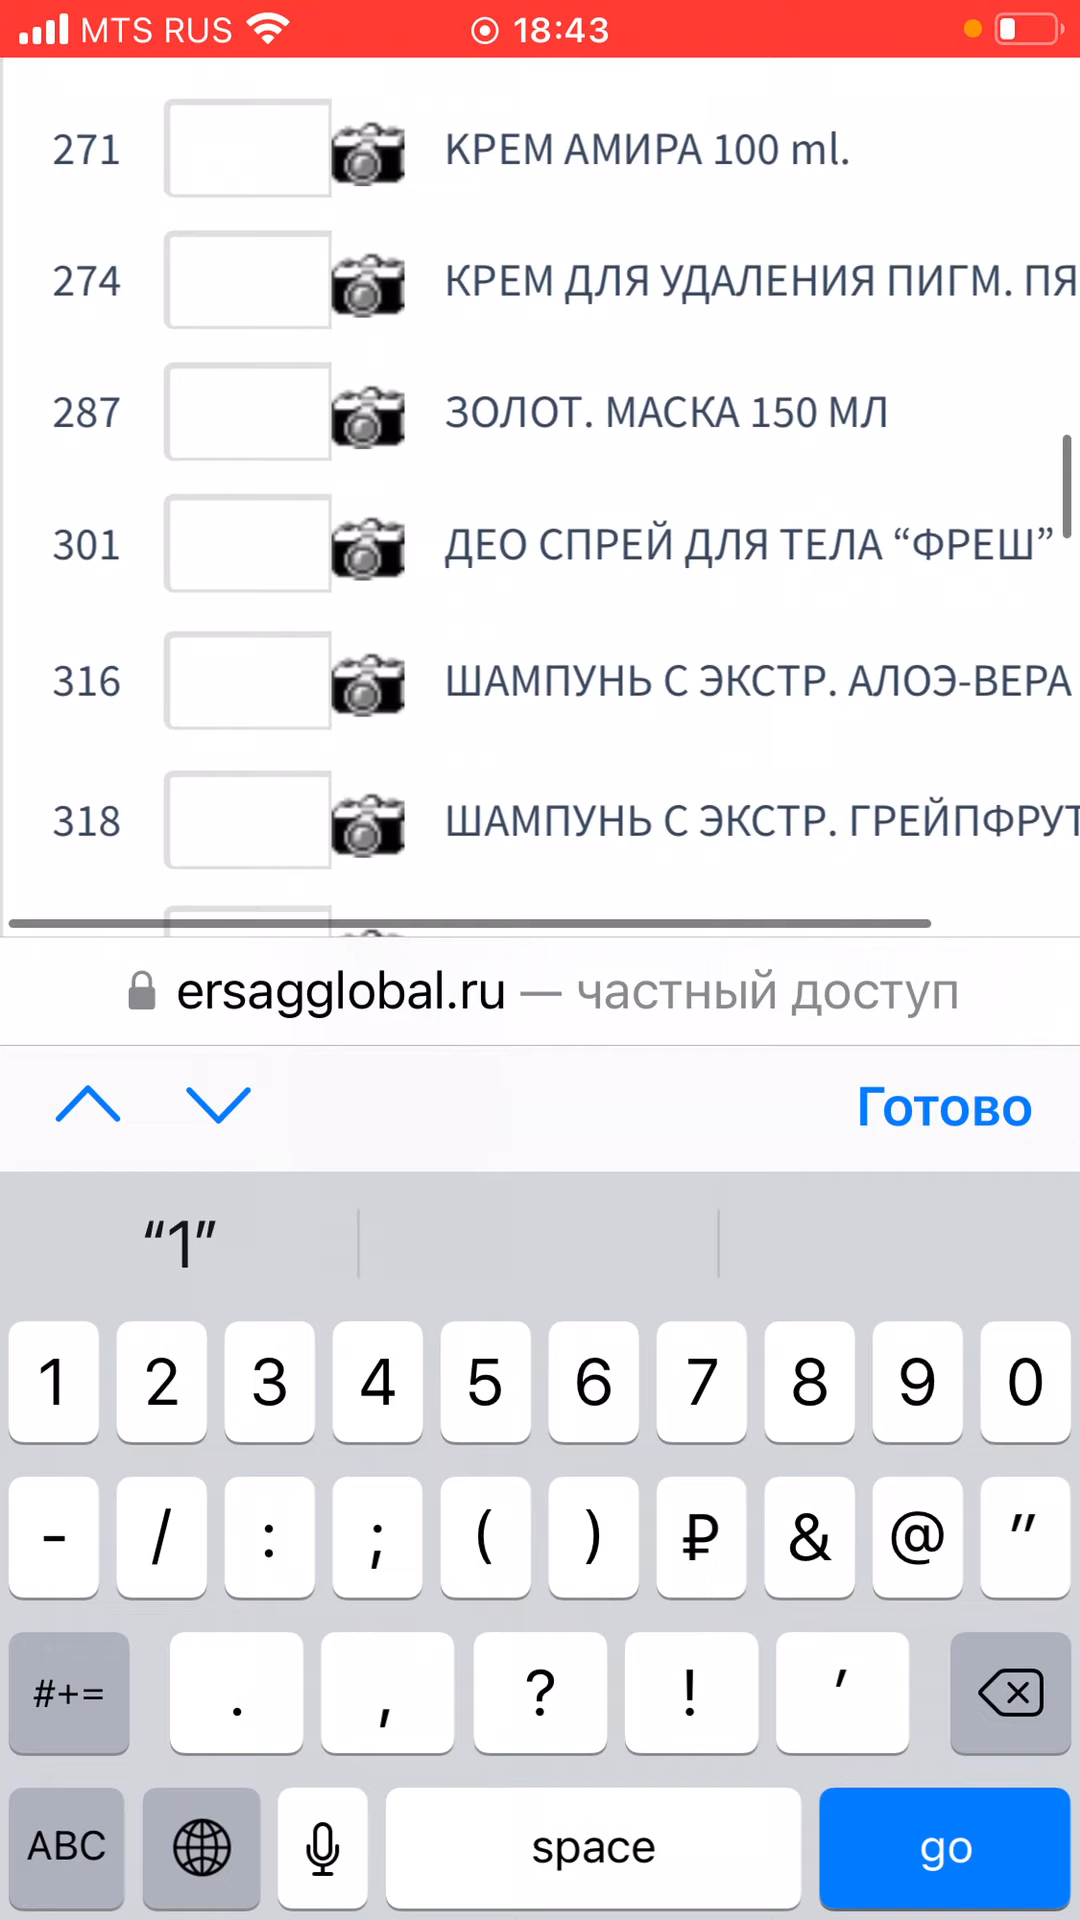 MTS RUS 18:43
271 КРЕМ АМИРА 100 ml.
274 КРЕМ ДЛЯ УДАЛЕНИЯ ПИГМ. ПЯ
287 ЗОЛОТ. МАСКА 150 МЛ
301 ДЕО СПРЕЙ ДЛЯ ТЕЛА “ФРЕШ”
316 ШАМПУНЬ С ЭКСТР. АЛОЭ-ВЕРА
318 ШАМПУНЬ С ЭКСТР. ГРЕЙПФРУТ
ersagglobal.ru — частный доступ
Готово
“1”
1 2 3 4 5 6 7 8 9 0
- / : ; ( ) ₽ & @ "
#+= . , ? ! ’
ABC space go